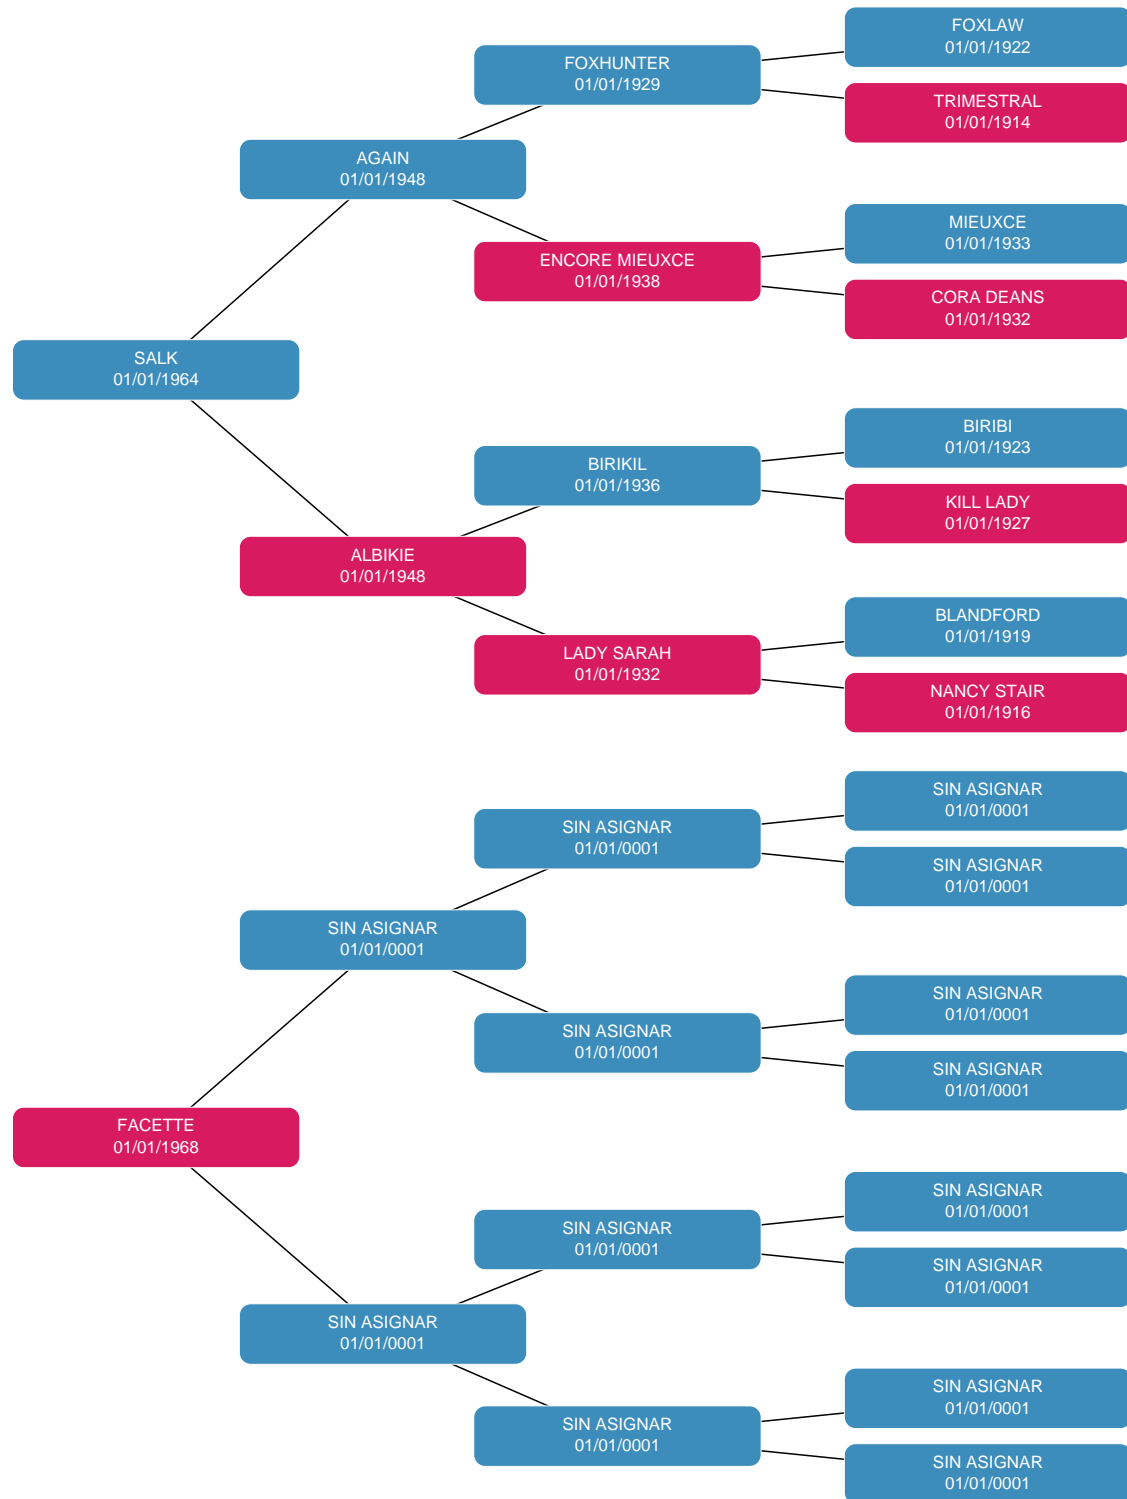 FOXLAW
01/01/1922
FOXHUNTER
01/01/1929
TRIMESTRAL
01/01/1914
AGAIN
01/01/1948
MIEUXCE
01/01/1933
ENCORE MIEUXCE
01/01/1938
CORA DEANS
01/01/1932
SALK
01/01/1964
BIRIBI
01/01/1923
BIRIKIL
01/01/1936
KILL LADY
01/01/1927
ALBIKIE
01/01/1948
BLANDFORD
01/01/1919
LADY SARAH
01/01/1932
NANCY STAIR
01/01/1916
SIN ASIGNAR
01/01/0001
SIN ASIGNAR
01/01/0001
SIN ASIGNAR
01/01/0001
SIN ASIGNAR
01/01/0001
SIN ASIGNAR
01/01/0001
SIN ASIGNAR
01/01/0001
SIN ASIGNAR
01/01/0001
FACETTE
01/01/1968
SIN ASIGNAR
01/01/0001
SIN ASIGNAR
01/01/0001
SIN ASIGNAR
01/01/0001
SIN ASIGNAR
01/01/0001
SIN ASIGNAR
01/01/0001
SIN ASIGNAR
01/01/0001
SIN ASIGNAR
01/01/0001